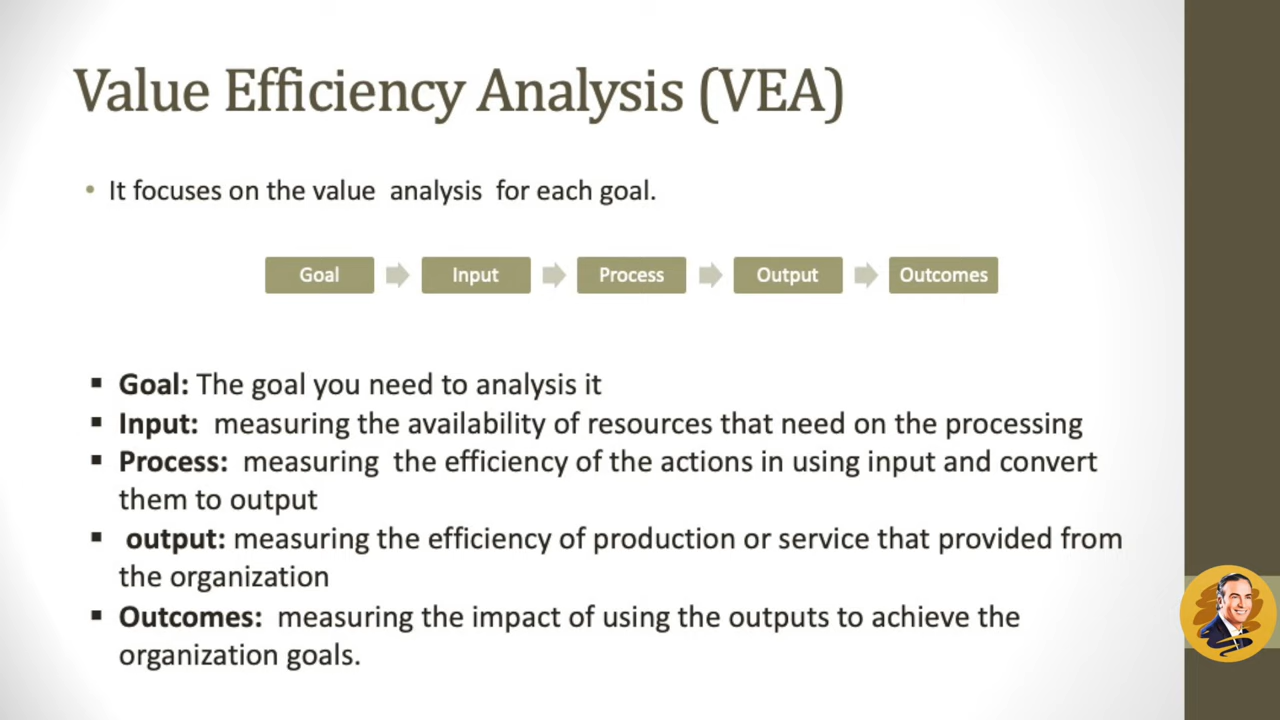 Value Efficiency Analysis (VEA)
• It focuses on the value analysis for each goal.
Goal Input Process Output Outcomes
▪ Goal: The goal you need to analysis it
▪ Input: measuring the availability of resources that need on the processing
▪ Process: measuring the efficiency of the actions in using input and convert
them to output
▪ output: measuring the efficiency of production or service that provided from
the organization
▪ Outcomes: measuring the impact of using the outputs to achieve the
organization goals.